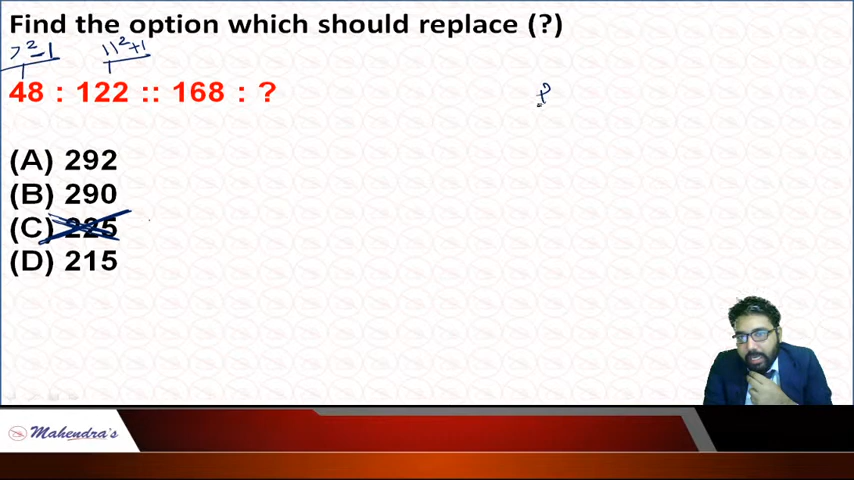 Find the option which should replace (?)
7²-1 11²+1
48 : 122 :: 168 : ?
(A) 292
(B) 290
(C) 225
(D) 215
Mahendra's